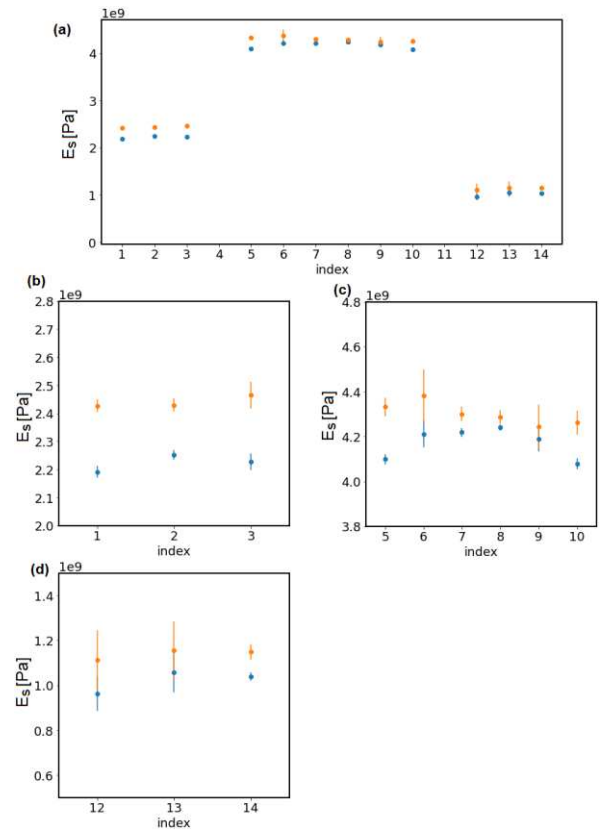 (a)
1e9
4
3
2
1
0
Es[Pa]
1 2 3 4 5 6 7 8 9 10 11 12 13 14
index
(b)
1e9
2.8
2.7
2.6
2.5
2.4
2.3
2.2
2.1
2.0
Es[Pa]
1 2 3
index
(c)
1e9
4.8
4.6
4.4
4.2
4.0
3.8
Es[Pa]
5 6 7 8 9 10
index
(d)
1e9
1.4
1.2
1.0
0.8
0.6
Es[Pa]
12 13 14
index